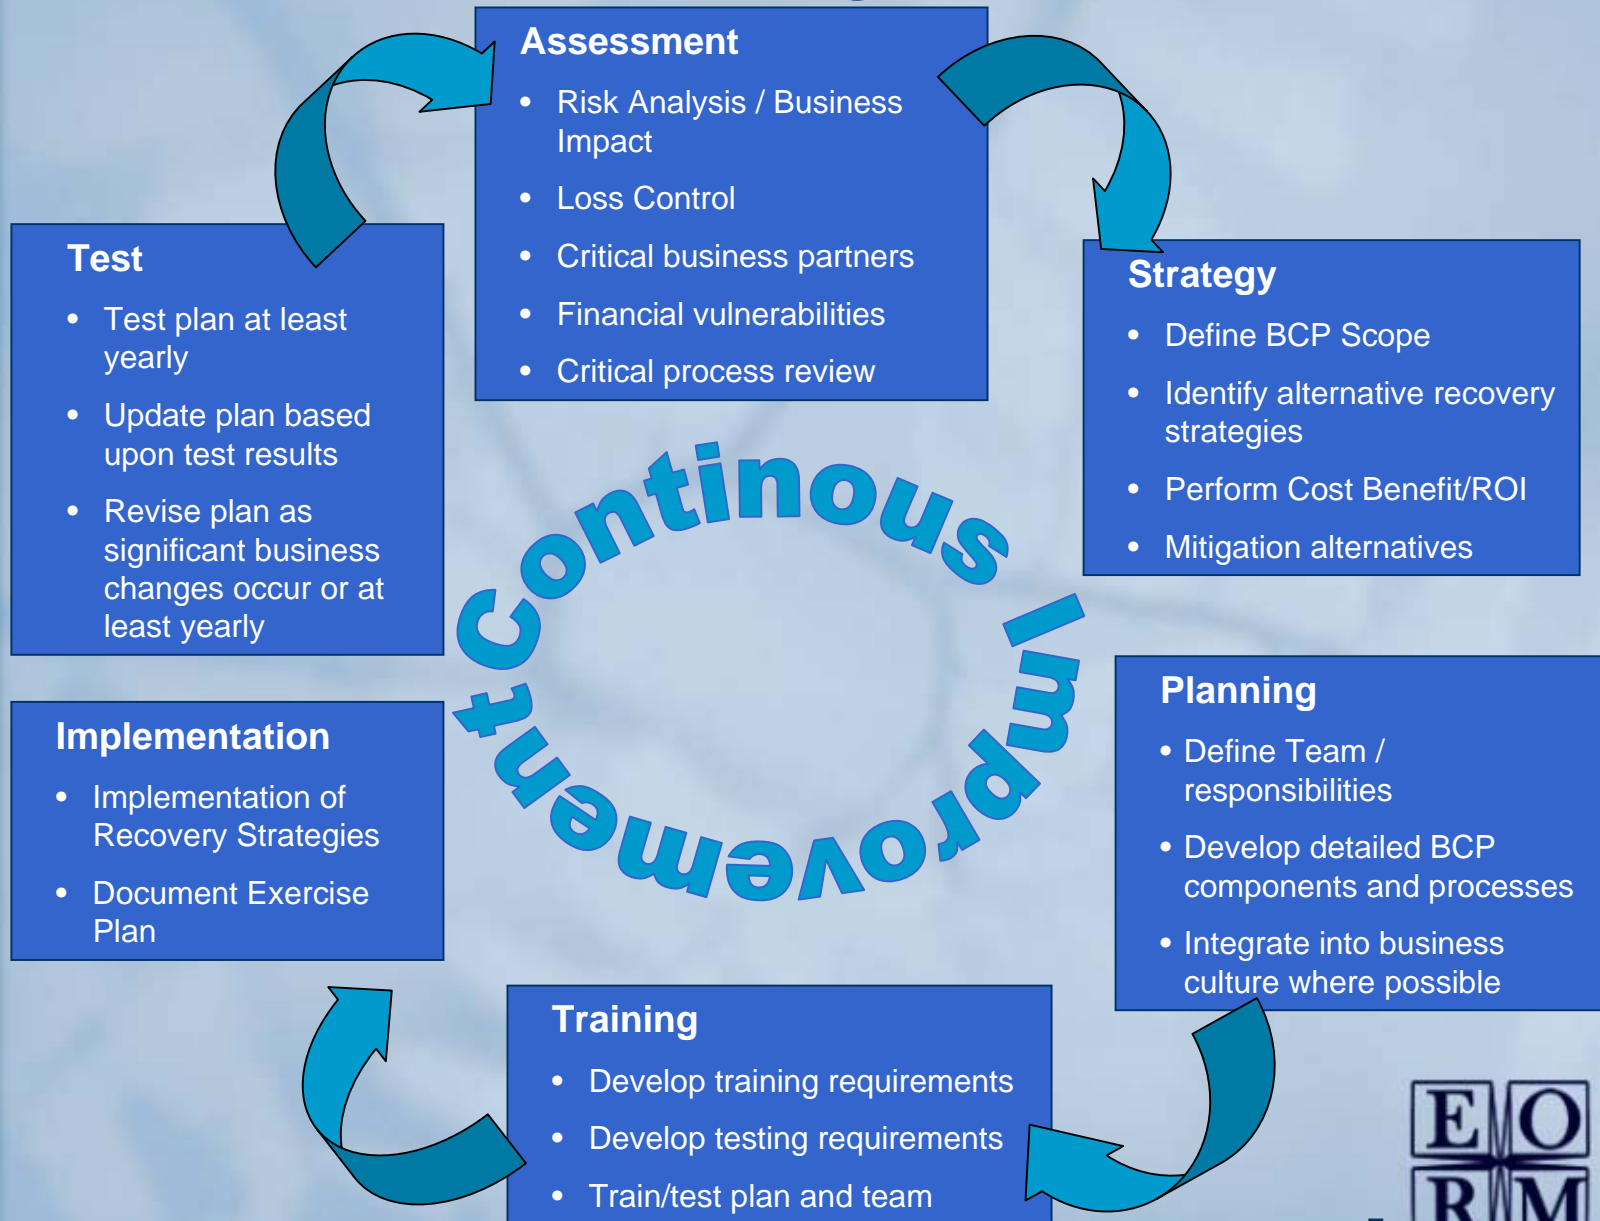 Assessment
• Risk Analysis / Business
Impact
• Loss Control
• Critical business partners
• Financial vulnerabilities
• Critical process review
Strategy
• Define BCP Scope
• Identify alternative recovery
strategies
• Perform Cost Benefit/ROI
• Mitigation alternatives
Planning
• Define Team /
responsibilities
• Develop detailed BCP
components and processes
• Integrate into business
culture where possible
Training
• Develop training requirements
• Develop testing requirements
• Train/test plan and team
Implementation
• Implementation of
Recovery Strategies
• Document Exercise
Plan
Test
• Test plan at least
yearly
• Update plan based
upon test results
• Revise plan as
significant business
changes occur or at
least yearly
Continous Improvement
EO
RM